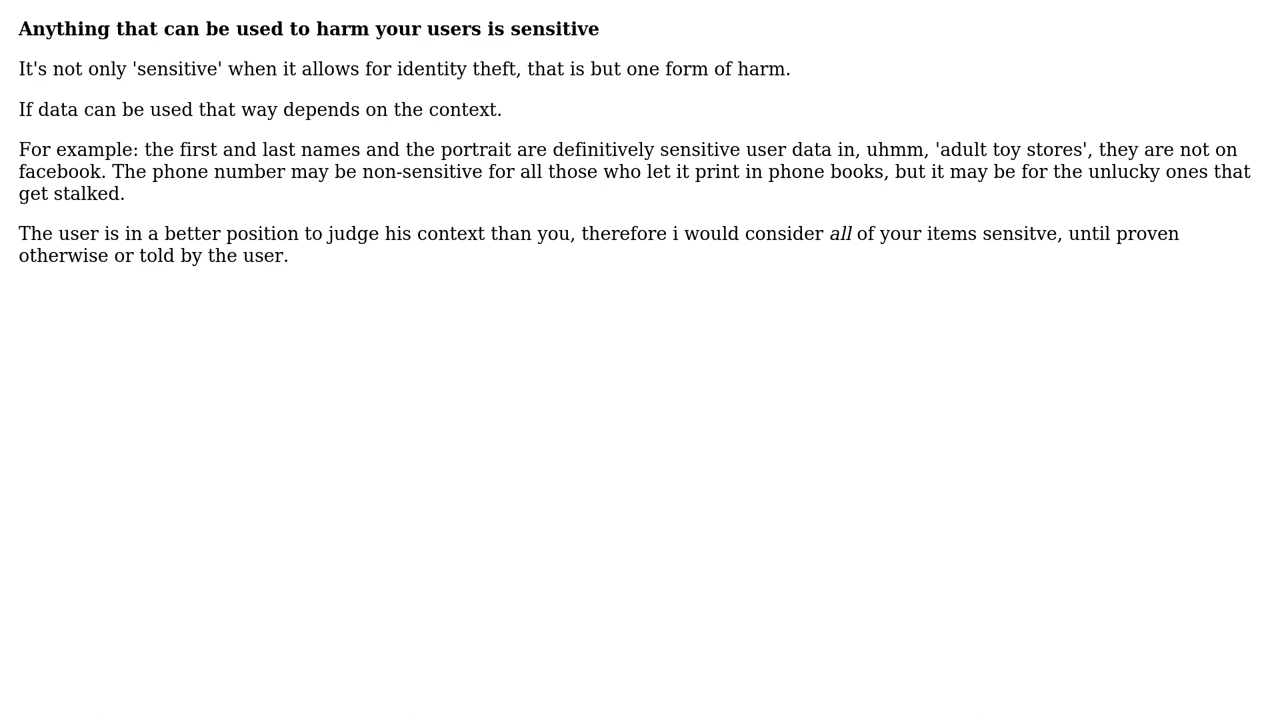 Anything that can be used to harm your users is sensitive
It's not only 'sensitive' when it allows for identity theft, that is but one form of harm.
If data can be used that way depends on the context.
For example: the first and last names and the portrait are definitively sensitive user data in, uhmm, 'adult toy stores', they are not on
facebook. The phone number may be non-sensitive for all those who let it print in phone books, but it may be for the unlucky ones that
get stalked.
The user is in a better position to judge his context than you, therefore i would consider all of your items sensitve, until proven
otherwise or told by the user.